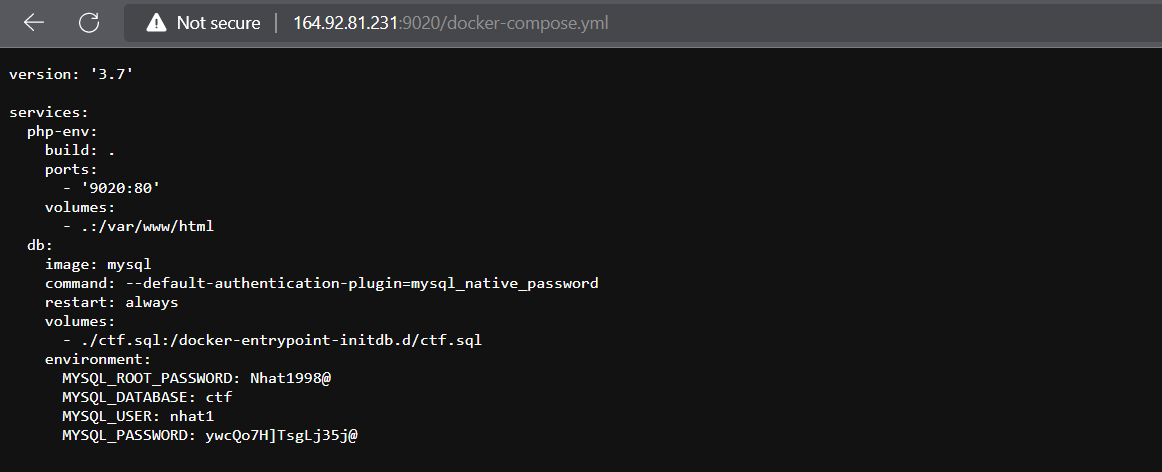 Not secure | 164.92.81.231:9020/docker-compose.yml
version: '3.7'
services:
  php-env:
    build: .
    ports:
      - '9020:80'
    volumes:
      - .:/var/www/html
  db:
    image: mysql
    command: --default-authentication-plugin=mysql_native_password
    restart: always
    volumes:
      - ./ctf.sql:/docker-entrypoint-initdb.d/ctf.sql
    environment:
      MYSQL_ROOT_PASSWORD: Nhat1998@
      MYSQL_DATABASE: ctf
      MYSQL_USER: nhat1
      MYSQL_PASSWORD: ywcQo7H]TsgLj35j@